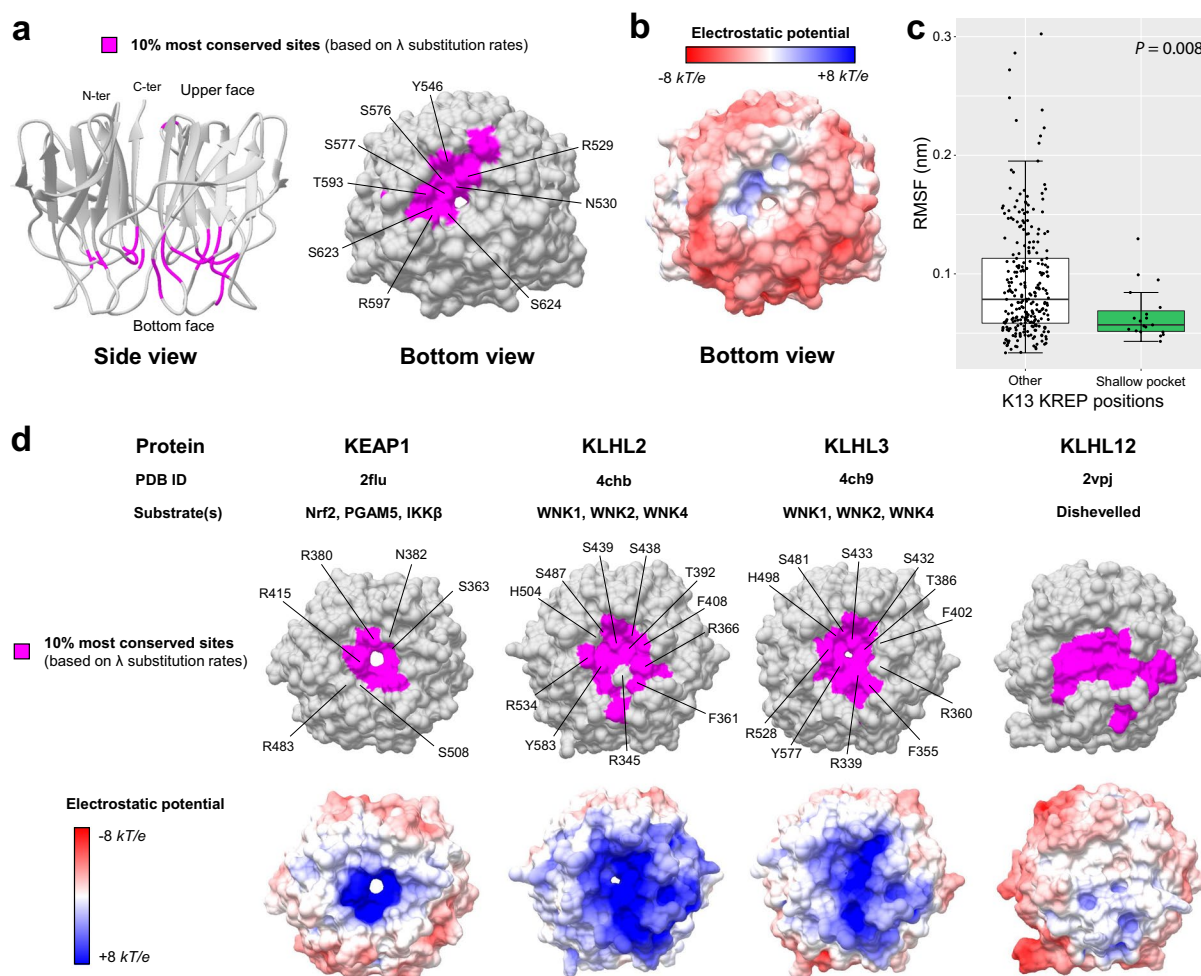 a
10% most conserved sites (based on λ substitution rates)
N-ter
C-ter
Upper face
Bottom face
Side view
Y546
S576
S577
T593
S623
R597
R529
N530
S624
Bottom view
b
Electrostatic potential
-8 kT/e
+8 kT/e
Bottom view
c
P = 0.008
0.3
0.2
0.1
RMSF (nm)
Other
Shallow pocket
K13 KREP positions
d
Protein KEAP1 KLHL2 KLHL3 KLHL12
PDB ID 2flu 4chb 4ch9 2vpj
Substrate(s) Nrf2, PGAM5, IKKβ WNK1, WNK2, WNK4 WNK1, WNK2, WNK4 Dishevelled
10% most conserved sites
(based on λ substitution rates)
R380
N382
S363
R415
R483
S508
S439
S438
S487
T392
H504
F408
R366
R534
Y583
R345
F361
S481
S433
S432
H498
T386
F402
R360
R528
Y577
R339
F355
Electrostatic potential
-8 kT/e
+8 kT/e